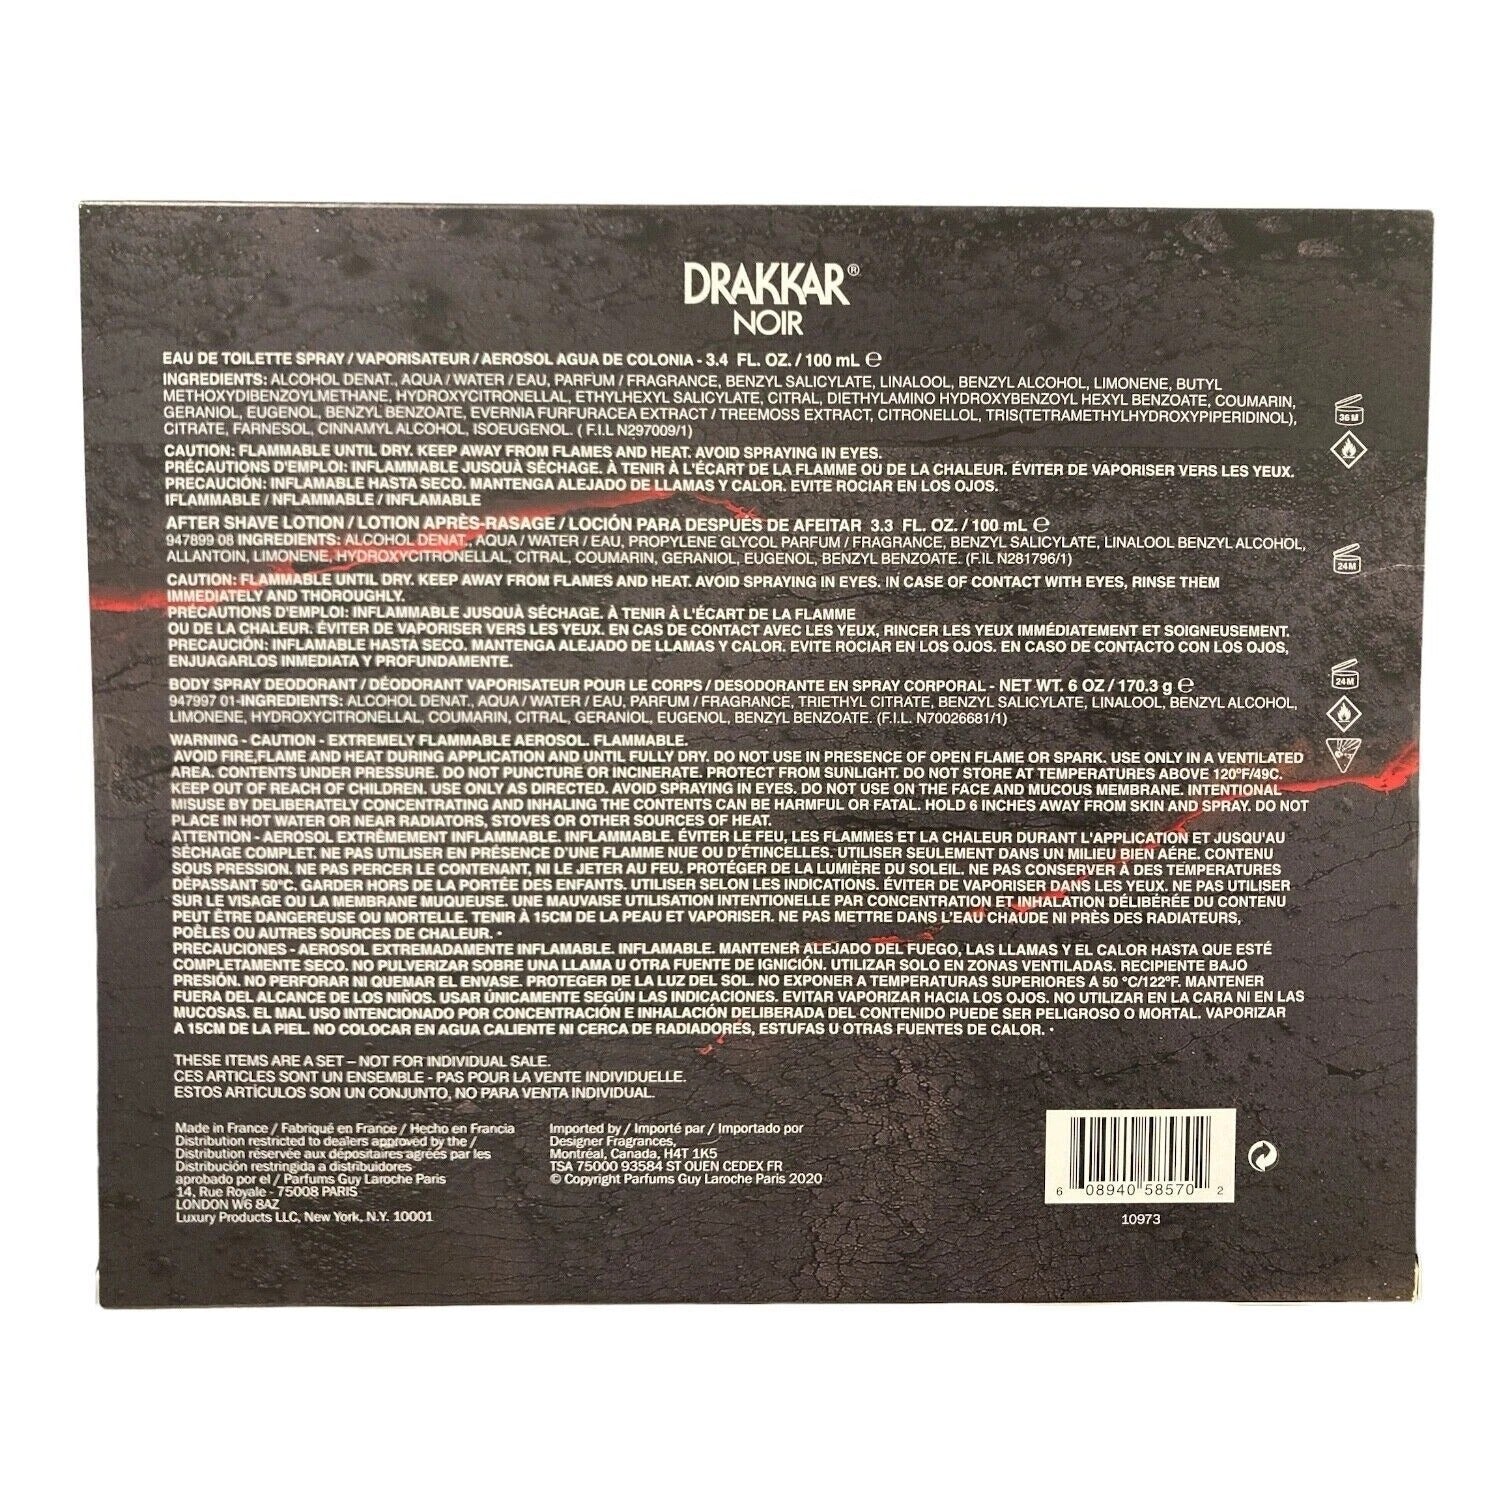 DRAKKAR®
NOIR
EAU DE TOILETTE SPRAY / VAPORISATEUR / AEROSOL AGUA DE COLONIA - 3.4 FL. OZ. / 100 mL ℮
INGREDIENTS: ALCOHOL DENAT., AQUA / WATER / EAU, PARFUM / FRAGRANCE, BENZYL SALICYLATE, LINALOOL, BENZYL ALCOHOL, LIMONENE, BUTYL
METHOXYDIBENZOYLMETHANE, HYDROXYCITRONELLAL, ETHYLHEXYL SALICYLATE, CITRAL, DIETHYLAMINO HYDROXYBENZOYL HEXYL BENZOATE, COUMARIN,
GERANIOL, EUGENOL, BENZYL BENZOATE, EVERNIA FURFURACEA EXTRACT / TREEMOSS EXTRACT, CITRONELLOL, TRIS(TETRAMETHYLHYDROXYPIPERIDINOL),
CITRATE, FARNESOL, CINNAMYL ALCOHOL, ISOEUGENOL. ( F.I.L N297009/1)
36 M
CAUTION: FLAMMABLE UNTIL DRY. KEEP AWAY FROM FLAMES AND HEAT. AVOID SPRAYING IN EYES.
PRÉCAUTIONS D'EMPLOI: INFLAMMABLE JUSQUÀ SÉCHAGE. À TENIR À L'ÉCART DE LA FLAMME OU DE LA CHALEUR. ÉVITER DE VAPORISER VERS LES YEUX.
PRECAUCIÓN: INFLAMABLE HASTA SECO. MANTENGA ALEJADO DE LLAMAS Y CALOR. EVITE ROCIAR EN LOS OJOS.
IFLAMMABLE / NFLAMMABLE / INFLAMABLE
AFTER SHAVE LOTION / LOTION APRÈS-RASAGE / LOCIÓN PARA DESPUÉS DE AFEITAR 3.3 FL. OZ. / 100 mL ℮
947899 08 INGREDIENTS: ALCOHOL DENAT., AQUA / WATER / EAU, PROPYLENE GLYCOL PARFUM / FRAGRANCE, BENZYL SALICYLATE, LINALOOL BENZYL ALCOHOL,
ALLANTOIN, LIMONENE, HYDROXYCITRONELLAL, CITRAL, COUMARIN, GERANIOL, EUGENOL, BENZYL BENZOATE. (F.I.L N281796/1)
24 M
CAUTION: FLAMMABLE UNTIL DRY. KEEP AWAY FROM FLAMES AND HEAT. AVOID SPRAYING IN EYES. IN CASE OF CONTACT WITH EYES, RINSE THEM
IMMEDIATELY AND THOROUGHLY.
PRÉCAUTIONS D'EMPLOI: INFLAMMABLE JUSQUÀ SÉCHAGE. À TENIR À L'ÉCART DE LA FLAMME
OU DE LA CHALEUR. ÉVITER DE VAPORISER VERS LES YEUX. EN CAS DE CONTACT AVEC LES YEUX, RINCER LES YEUX IMMÉDIATEMENT ET SOIGNEUSEMENT.
PRECAUCIÓN: INFLAMABLE HASTA SECO. MANTENGA ALEJADO DE LLAMAS Y CALOR. EVITE ROCIAR EN LOS OJOS. EN CASO DE CONTACTO CON LOS OJOS,
ENJUAGARLOS INMEDIATA Y PROFUNDAMENTE.
BODY SPRAY DEODORANT / DÉODORANT VAPORISATEUR POUR LE CORPS / DESODORANTE EN SPRAY CORPORAL - NET WT. 6 OZ / 170.3 g ℮
24 M
947997 01-INGREDIENTS: ALCOHOL DENAT., AQUA / WATER / EAU, PARFUM / FRAGRANCE, TRIETHYL CITRATE, BENZYL SALICYLATE, LINALOOL, BENZYL ALCOHOL,
LIMONENE, HYDROXYCITRONELLAL, COUMARIN, CITRAL, GERANIOL, EUGENOL, BENZYL BENZOATE. (F.I.L. N70026681/1)
WARNING - CAUTION - EXTREMELY FLAMMABLE AEROSOL. FLAMMABLE.
AVOID FIRE,FLAME AND HEAT DURING APPLICATION AND UNTIL FULLY DRY. DO NOT USE IN PRESENCE OF OPEN FLAME OR SPARK. USE ONLY IN A VENTILATED
AREA. CONTENTS UNDER PRESSURE. DO NOT PUNCTURE OR INCINERATE. PROTECT FROM SUNLIGHT. DO NOT STORE AT TEMPERATURES ABOVE 120ºF/49C.
KEEP OUT OF REACH OF CHILDREN. USE ONLY AS DIRECTED. AVOID SPRAYING IN EYES. DO NOT USE ON THE FACE AND MUCOUS MEMBRANE. INTENTIONAL
MISUSE BY DELIBERATELY CONCENTRATING AND INHALING THE CONTENTS CAN BE HARMFUL OR FATAL. HOLD 6 INCHES AWAY FROM SKIN AND SPRAY. DO NOT
PLACE IN HOT WATER OR NEAR RADIATORS, STOVES OR OTHER SOURCES OF HEAT.
ATTENTION - AEROSOL EXTRÊMEMENT INFLAMMABLE. INFLAMMABLE. ÉVITER LE FEU, LES FLAMMES ET LA CHALEUR DURANT L'APPLICATION ET JUSQU'AU
SÈCHAGE COMPLET. NE PAS UTILISER EN PRÉSENCE D'UNE FLAMME NUE OU D'ÉTINCELLES. UTILISER SEULEMENT DANS UN MILIEU BIEN AÉRE. CONTENU
SOUS PRESSION. NE PAS PERCER LE CONTENANT, NI LE JETER AU FEU. PROTÉGER DE LA LUMIÈRE DU SOLEIL. NE PAS CONSERVER À DES TEMPÉRATURES
DÉPASSANT 50ºC. GARDER HORS DE LA PORTÉE DES ENFANTS. UTILISER SELON LES INDICATIONS. ÉVITER DE VAPORISER DANS LES YEUX. NE PAS UTILISER
SUR LE VISAGE OU LA MEMBRANE MUQUEUSE. UNE MAUVAISE UTILISATION INTENTIONELLE PAR CONCENTRATION ET INHALATION DÉLIBÉRÉE DU CONTENU
PEUT ÊTRE DANGEREUSE OU MORTELLE. TENIR À 15CM DE LA PEAU ET VAPORISER. NE PAS METTRE DANS L'EAU CHAUDE NI PRÈS DES RADIATEURS,
POÊLES OU AUTRES SOURCES DE CHALEUR. •
PRECAUCIONES - AEROSOL EXTREMADAMENTE INFLAMABLE. INFLAMABLE. MANTENER ALEJADO DEL FUEGO, LAS LLAMAS Y EL CALOR HASTA QUE ESTÉ
COMPLETAMENTE SECO. NO PULVERIZAR SOBRE UNA LLAMA U OTRA FUENTE DE IGNICIÓN. UTILIZAR SOLO EN ZONAS VENTILADAS. RECIPIENTE BAJO
PRESIÓN. NO PERFORAR NI QUEMAR EL ENVASE. PROTEGER DE LA LUZ DEL SOL. NO EXPONER A TEMPERATURAS SUPERIORES A 50 ºC/122ºF. MANTENER
FUERA DEL ALCANCE DE LOS NIÑOS. USAR ÚNICAMENTE SEGÚN LAS INDICACIONES. EVITAR VAPORIZAR HACIA LOS OJOS. NO UTILIZAR EN LA CARA NI EN LAS
MUCOSAS. EL MAL USO INTENCIONADO POR CONCENTRACIÓN E INHALACIÓN DELIBERADA DEL CONTENIDO PUEDE SER PELIGROSO O MORTAL. VAPORIZAR
A 15CM DE LA PIEL. NO COLOCAR EN AGUA CALIENTE NI CERCA DE RADIADORES, ESTUFAS U OTRAS FUENTES DE CALOR. •
THESE ITEMS ARE A SET – NOT FOR INDIVIDUAL SALE.
CES ARTICLES SONT UN ENSEMBLE - PAS POUR LA VENTE INDIVIDUELLE.
ESTOS ARTÍCULOS SON UN CONJUNTO, NO PARA VENTA INDIVIDUAL.
Made in France / Fabriqué en France / Hecho en Francia
Distribution restricted to dealers approved by the /
Distribution réservée aux dépositaires agréés par les
Distribución restringida a distribuidores
aprobado por el / Parfums Guy Laroche Paris
14, Rue Royale - 75008 PARIS
LONDON W6 8AZ
Luxury Products LLC, New York, N.Y. 10001
Imported by / Importé par / Importado por
Designer Fragrances,
Montréal, Canada, H4T 1K5
TSA 75000 93584 ST OUEN CEDEX FR
© Copyright Parfums Guy Laroche Paris 2020
6 08940 58570 2
10973